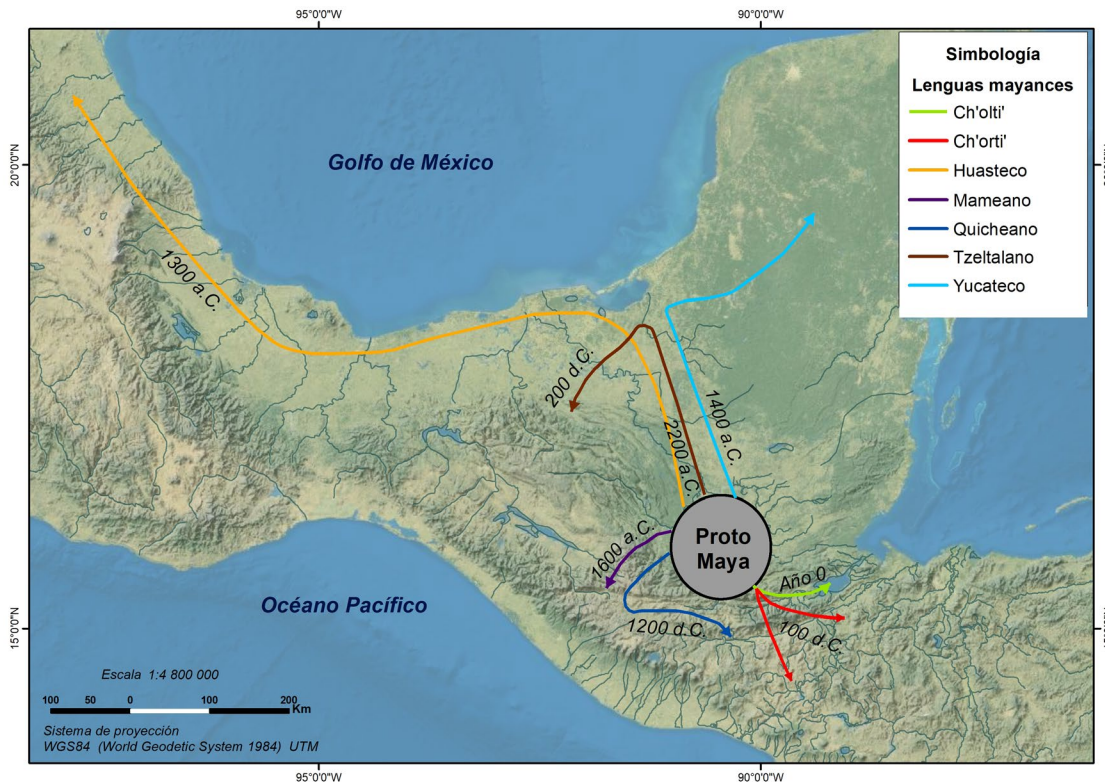 95°0'0"W
90°0'0"W
Simbología
Lenguas mayances
Ch'olti'
Ch'orti'
Huasteco
Mameano
Quicheano
Tzeltalano
Yucateco
20°0'0"N
Golfo de México
1300 a.C.
200 d.C.
2200 a.C.
1400 a.C.
Proto
Maya
1600 a.C.
Año 0
Océano Pacífico
1200 d.C.
100 d.C.
15°0'0"N
Escala 1:4 800 000
100 50 0 100 200
Km
Sistema de proyección
WGS84 (World Geodetic System 1984) UTM
95°0'0"W
90°0'0"W